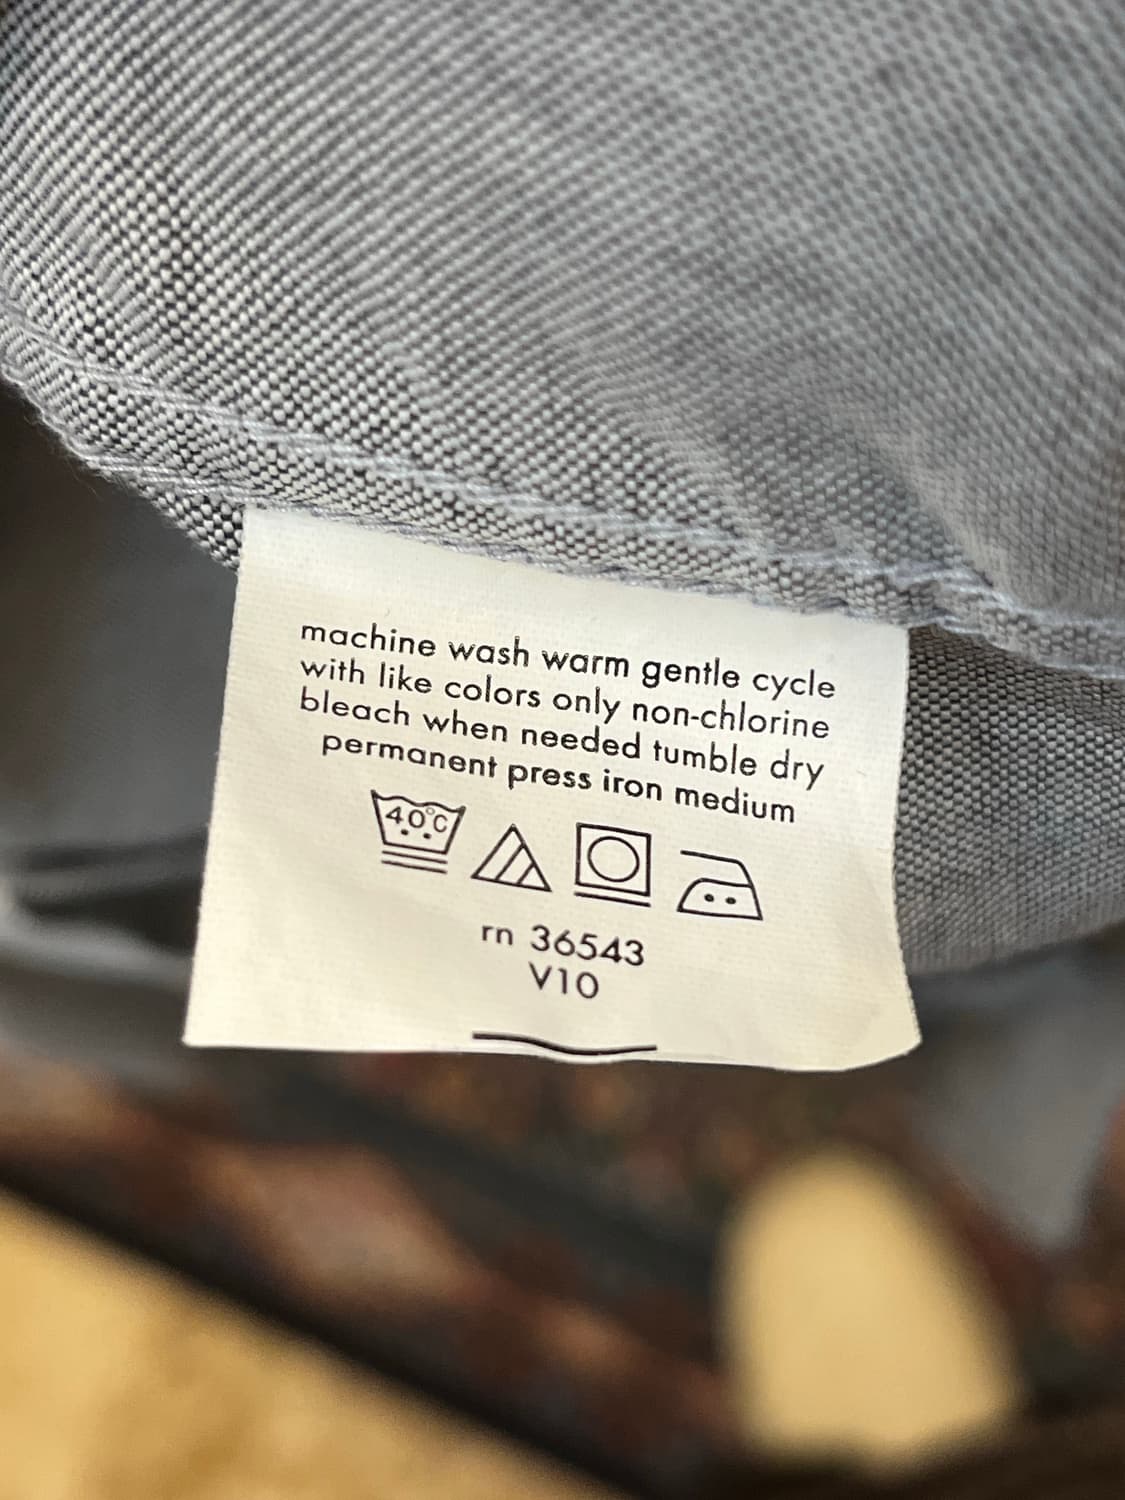 machine wash warm gentle cycle
with like colors only non-chlorine
bleach when needed tumble dry
permanent press iron medium
40°C
rn 36543
V10